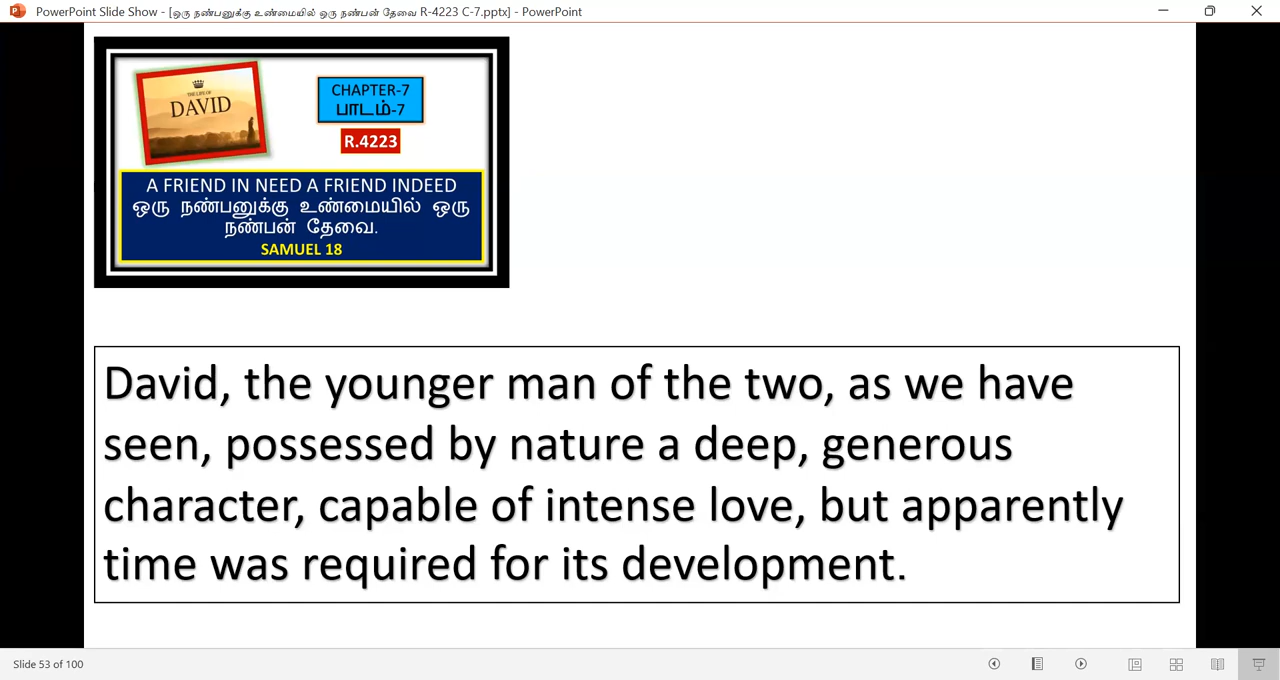 PowerPoint Slide Show - [ஒரு நண்பனுக்கு உண்மையில் ஒரு நண்பன் தேவை R-4223 C-7.pptx] - PowerPoint
THE LIFE OF
DAVID
CHAPTER-7
பாடம்-7
R.4223
A FRIEND IN NEED A FRIEND INDEED
ஒரு நண்பனுக்கு உண்மையில் ஒரு
நண்பன் தேவை.
SAMUEL 18
David, the younger man of the two, as we have
seen, possessed by nature a deep, generous
character, capable of intense love, but apparently
time was required for its development.
Slide 53 of 100